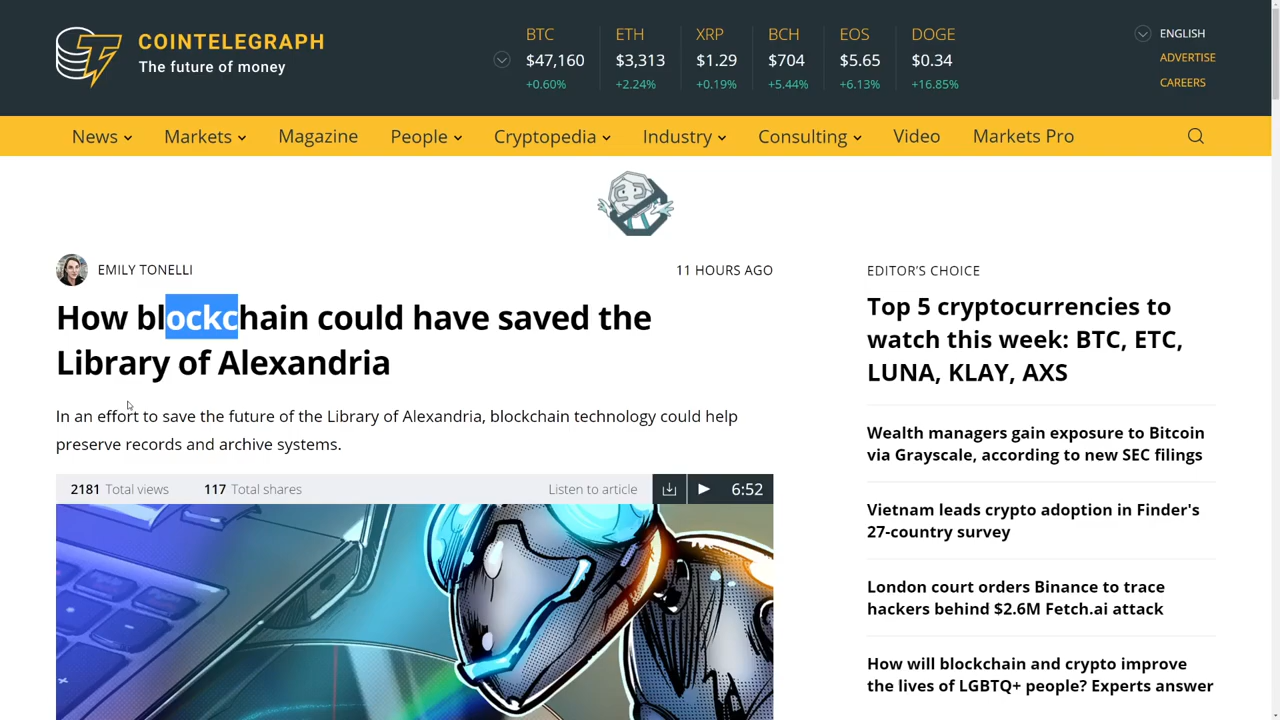 COINTELEGRAPH
The future of money
BTC
$47,160
+0.60%
ETH
$3,313
+2.24%
XRP
$1.29
+0.19%
BCH
$704
+5.44%
EOS
$5.65
+6.13%
DOGE
$0.34
+16.85%
ENGLISH
ADVERTISE
CAREERS
News Markets Magazine People Cryptopedia Industry Consulting Video Markets Pro
EMILY TONELLI
11 HOURS AGO
How blockchain could have saved the
Library of Alexandria
In an effort to save the future of the Library of Alexandria, blockchain technology could help
preserve records and archive systems.
2181 Total views 117 Total shares Listen to article 6:52
EDITOR'S CHOICE
Top 5 cryptocurrencies to
watch this week: BTC, ETC,
LUNA, KLAY, AXS
Wealth managers gain exposure to Bitcoin
via Grayscale, according to new SEC filings
Vietnam leads crypto adoption in Finder's
27-country survey
London court orders Binance to trace
hackers behind $2.6M Fetch.ai attack
How will blockchain and crypto improve
the lives of LGBTQ+ people? Experts answer